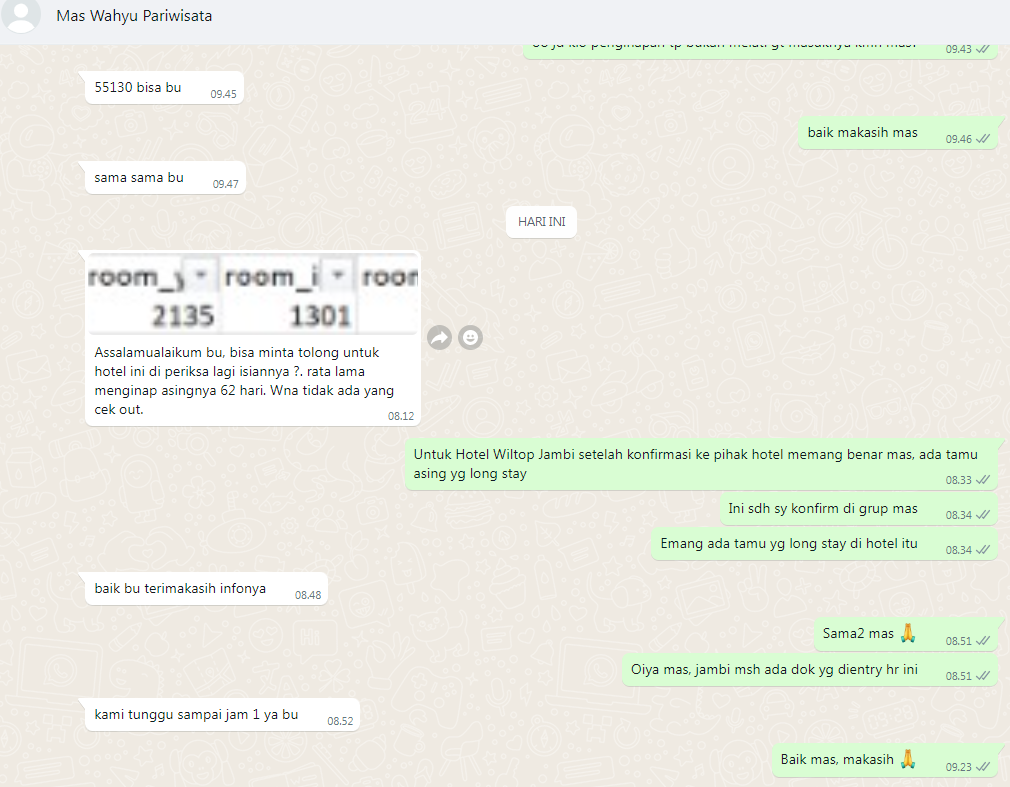 Mas Wahyu Pariwisata
09.43
55130 bisa bu
09.45
baik makasih mas
09.46
sama sama bu
09.47
HARI INI
room_y room_i roor
2135 1301
Assalamualaikum bu, bisa minta tolong untuk
hotel ini di periksa lagi isiannya ?. rata lama
menginap asingnya 62 hari. Wna tidak ada yang
cek out.
08.12
Untuk Hotel Wiltop Jambi setelah konfirmasi ke pihak hotel memang benar mas, ada tamu
asing yg long stay
08.33
Ini sdh sy konfirm di grup mas
08.34
Emang ada tamu yg long stay di hotel itu
08.34
baik bu terimakasih infonya
08.48
Sama2 mas 🙏
08.51
Oiya mas, jambi msh ada dok yg dientry hr ini
08.51
kami tunggu sampai jam 1 ya bu
08.52
Baik mas, makasih 🙏
09.23